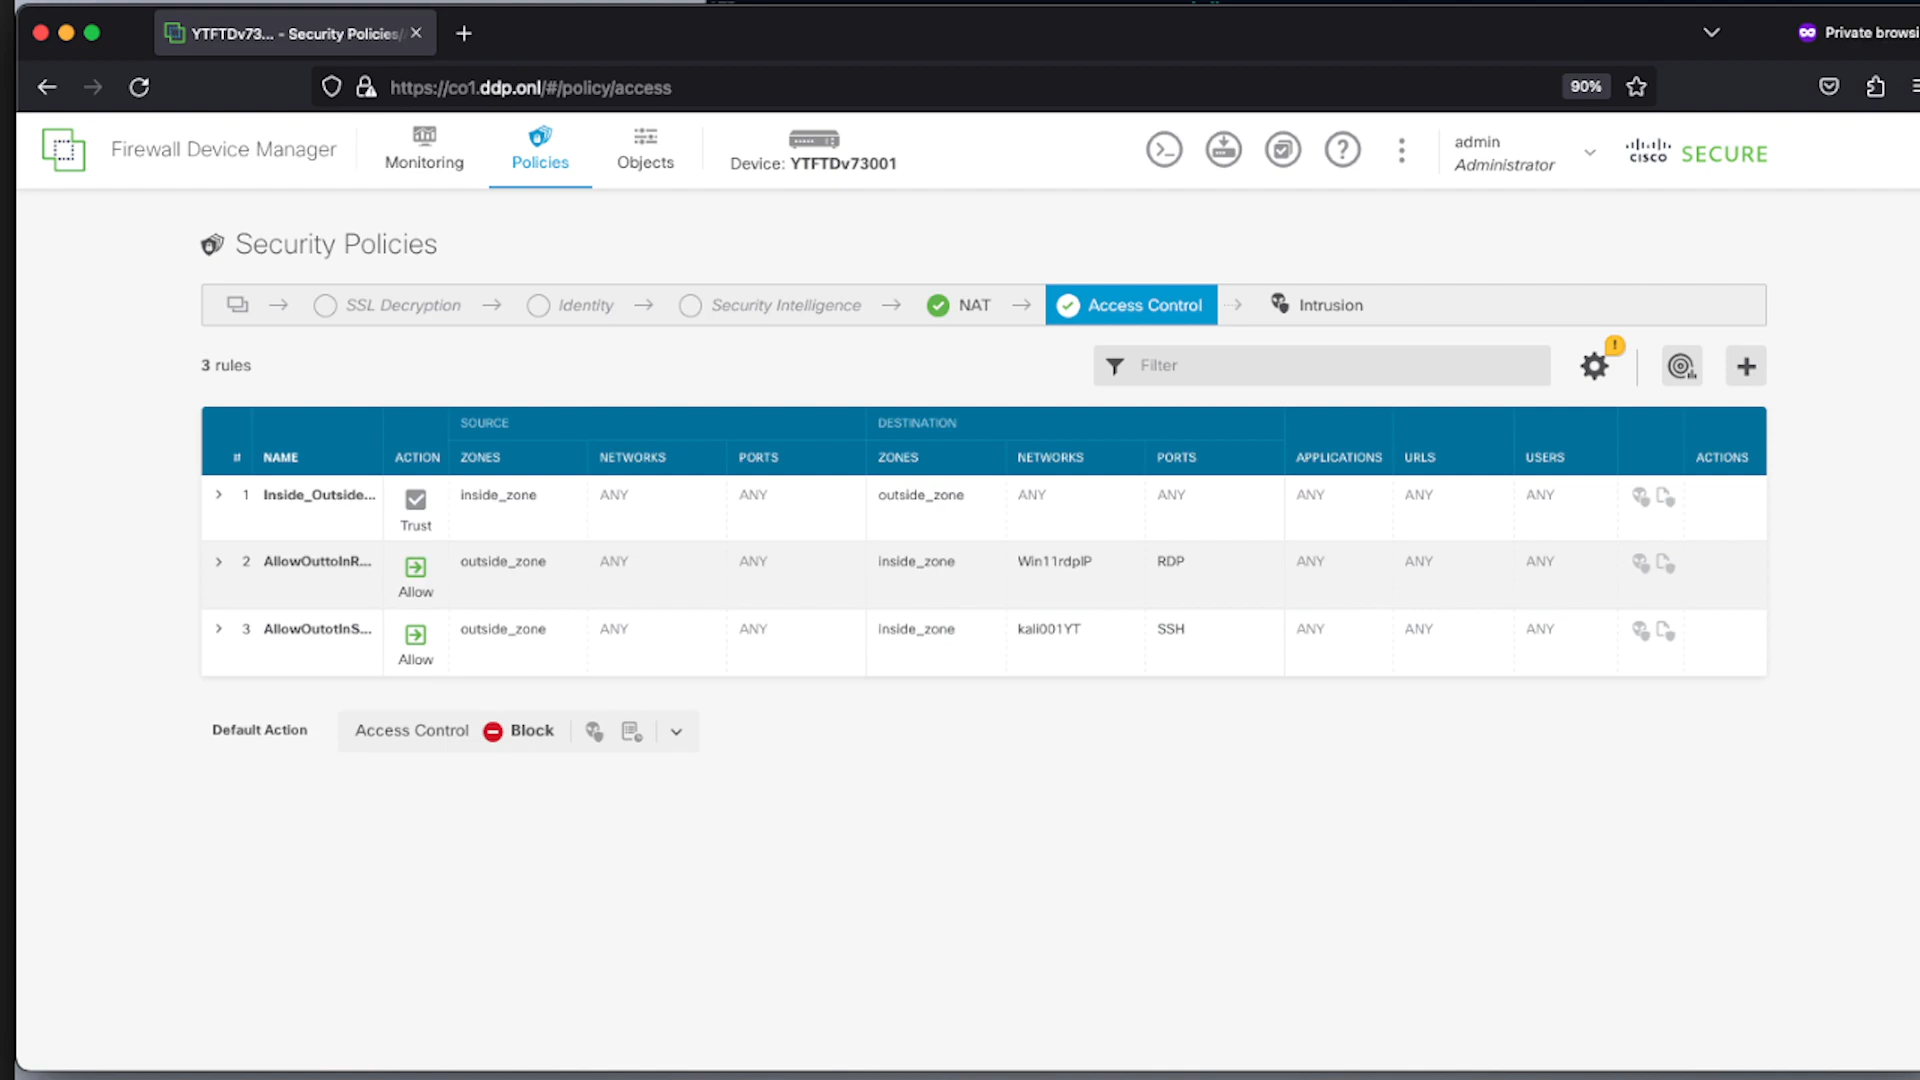 YTFTDv73... - Security Policies/
Private browsi
https://co1.ddp.onl/#/policy/access
90%
Firewall Device Manager
Monitoring
Policies
Objects
Device: YTFTDv73001
admin
Administrator
cisco SECURE
Security Policies
SSL Decryption
Identity
Security Intelligence
NAT
Access Control
Intrusion
3 rules
Filter
SOURCE DESTINATION
# NAME ACTION ZONES NETWORKS PORTS ZONES NETWORKS PORTS APPLICATIONS URLS USERS ACTIONS
1 Inside_Outside... Trust inside_zone ANY ANY outside_zone ANY ANY ANY ANY ANY
2 AllowOuttoInR... Allow outside_zone ANY ANY inside_zone Win11rdpIP RDP ANY ANY ANY
3 AllowOutotInS... Allow outside_zone ANY ANY inside_zone kali001YT SSH ANY ANY ANY
Default Action Access Control Block